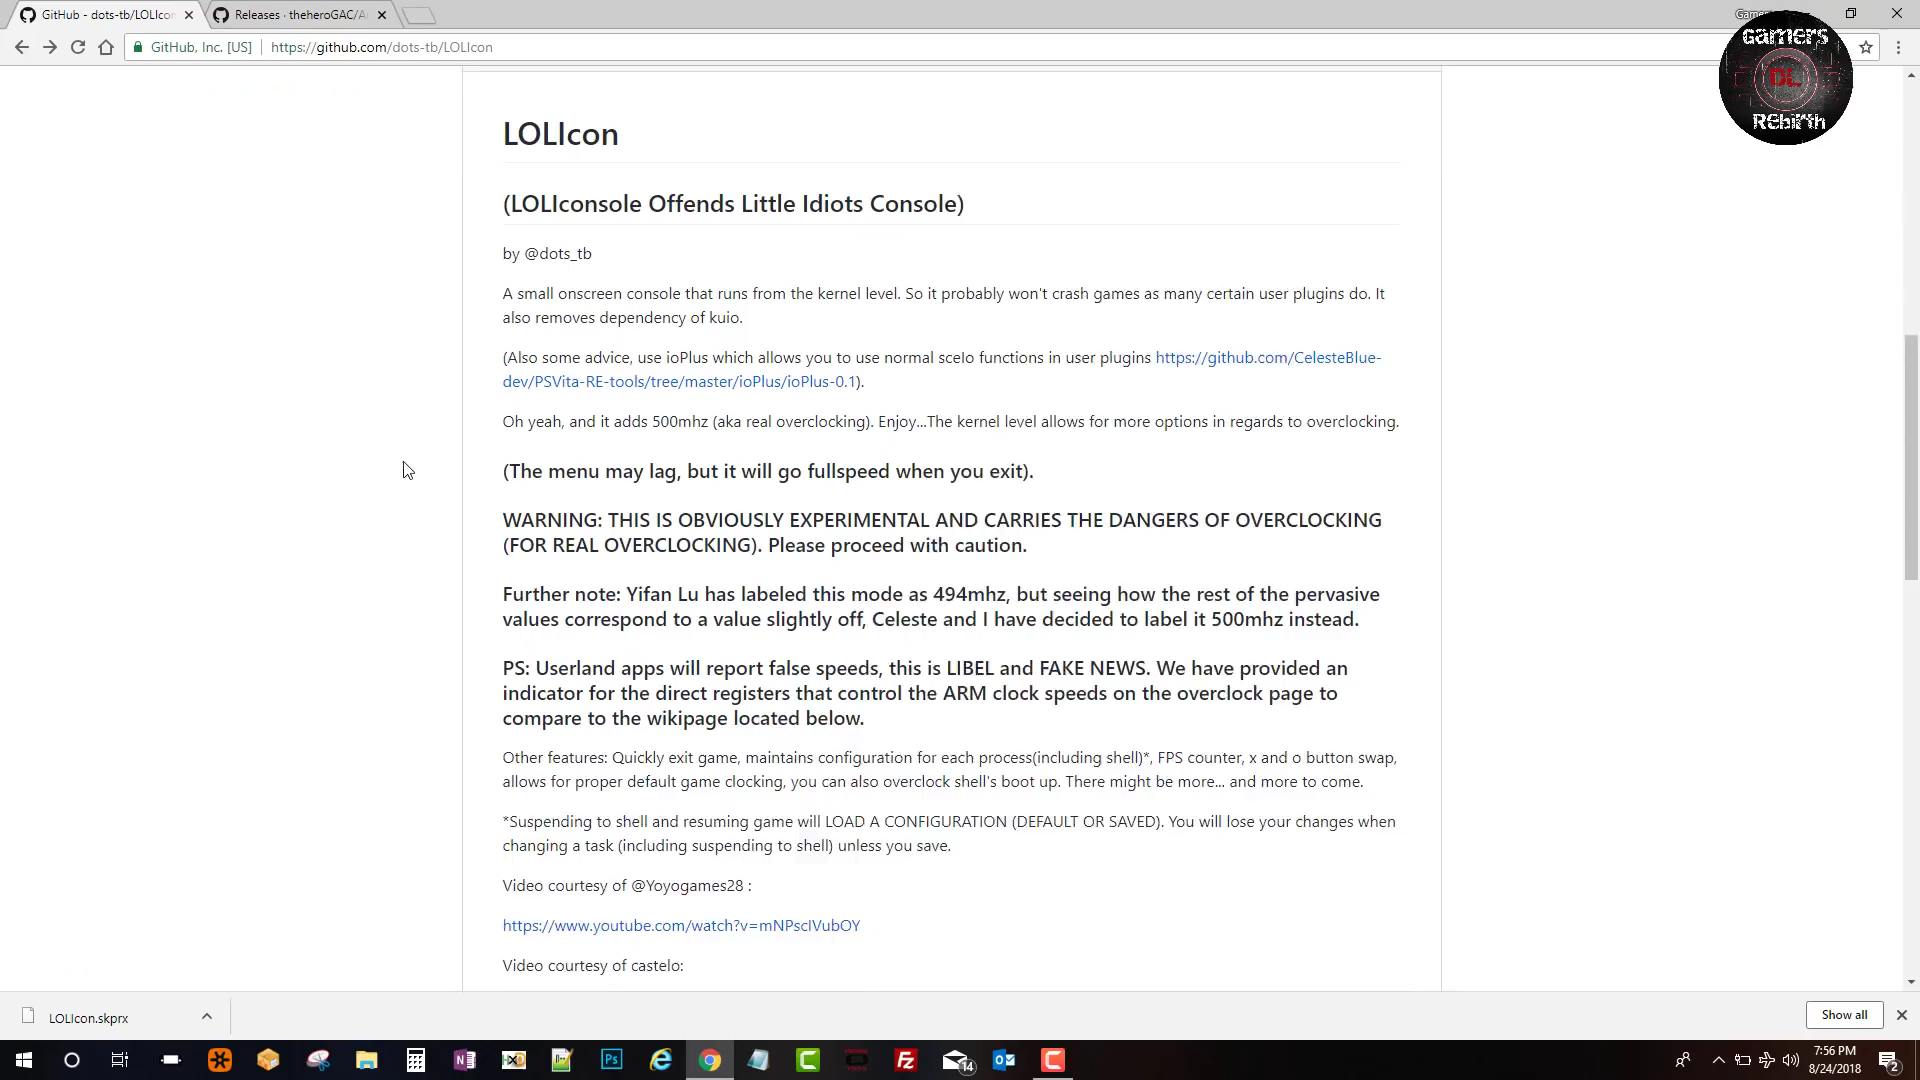 GitHub - dots-tb/LOLIcon
Releases · theheroGAC/A
Gamer
GitHub, Inc. [US]
https://github.com/dots-tb/LOLIcon
GAMERS
DL
REbirth
LOLIcon
(LOLIconsole Offends Little Idiots Console)
by @dots_tb
A small onscreen console that runs from the kernel level. So it probably won't crash games as many certain user plugins do. It
also removes dependency of kuio.
(Also some advice, use ioPlus which allows you to use normal sceIo functions in user plugins https://github.com/CelesteBlue-
dev/PSVita-RE-tools/tree/master/ioPlus/ioPlus-0.1).
Oh yeah, and it adds 500mhz (aka real overclocking). Enjoy...The kernel level allows for more options in regards to overclocking.
(The menu may lag, but it will go fullspeed when you exit).
WARNING: THIS IS OBVIOUSLY EXPERIMENTAL AND CARRIES THE DANGERS OF OVERCLOCKING
(FOR REAL OVERCLOCKING). Please proceed with caution.
Further note: Yifan Lu has labeled this mode as 494mhz, but seeing how the rest of the pervasive
values correspond to a value slightly off, Celeste and I have decided to label it 500mhz instead.
PS: Userland apps will report false speeds, this is LIBEL and FAKE NEWS. We have provided an
indicator for the direct registers that control the ARM clock speeds on the overclock page to
compare to the wikipage located below.
Other features: Quickly exit game, maintains configuration for each process(including shell)*, FPS counter, x and o button swap,
allows for proper default game clocking, you can also overclock shell's boot up. There might be more... and more to come.
*Suspending to shell and resuming game will LOAD A CONFIGURATION (DEFAULT OR SAVED). You will lose your changes when
changing a task (including suspending to shell) unless you save.
Video courtesy of @Yoyogames28 :
https://www.youtube.com/watch?v=mNPscIVubOY
Video courtesy of castelo:
LOLIcon.skprx
Show all
14
7:56 PM
8/24/2018
2